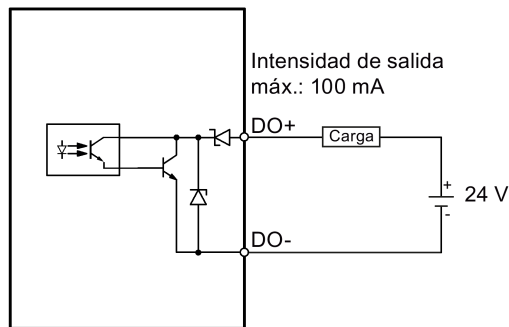 Intensidad de salida
máx.: 100 mA
DO+
Carga
+
24 V
-
DO-